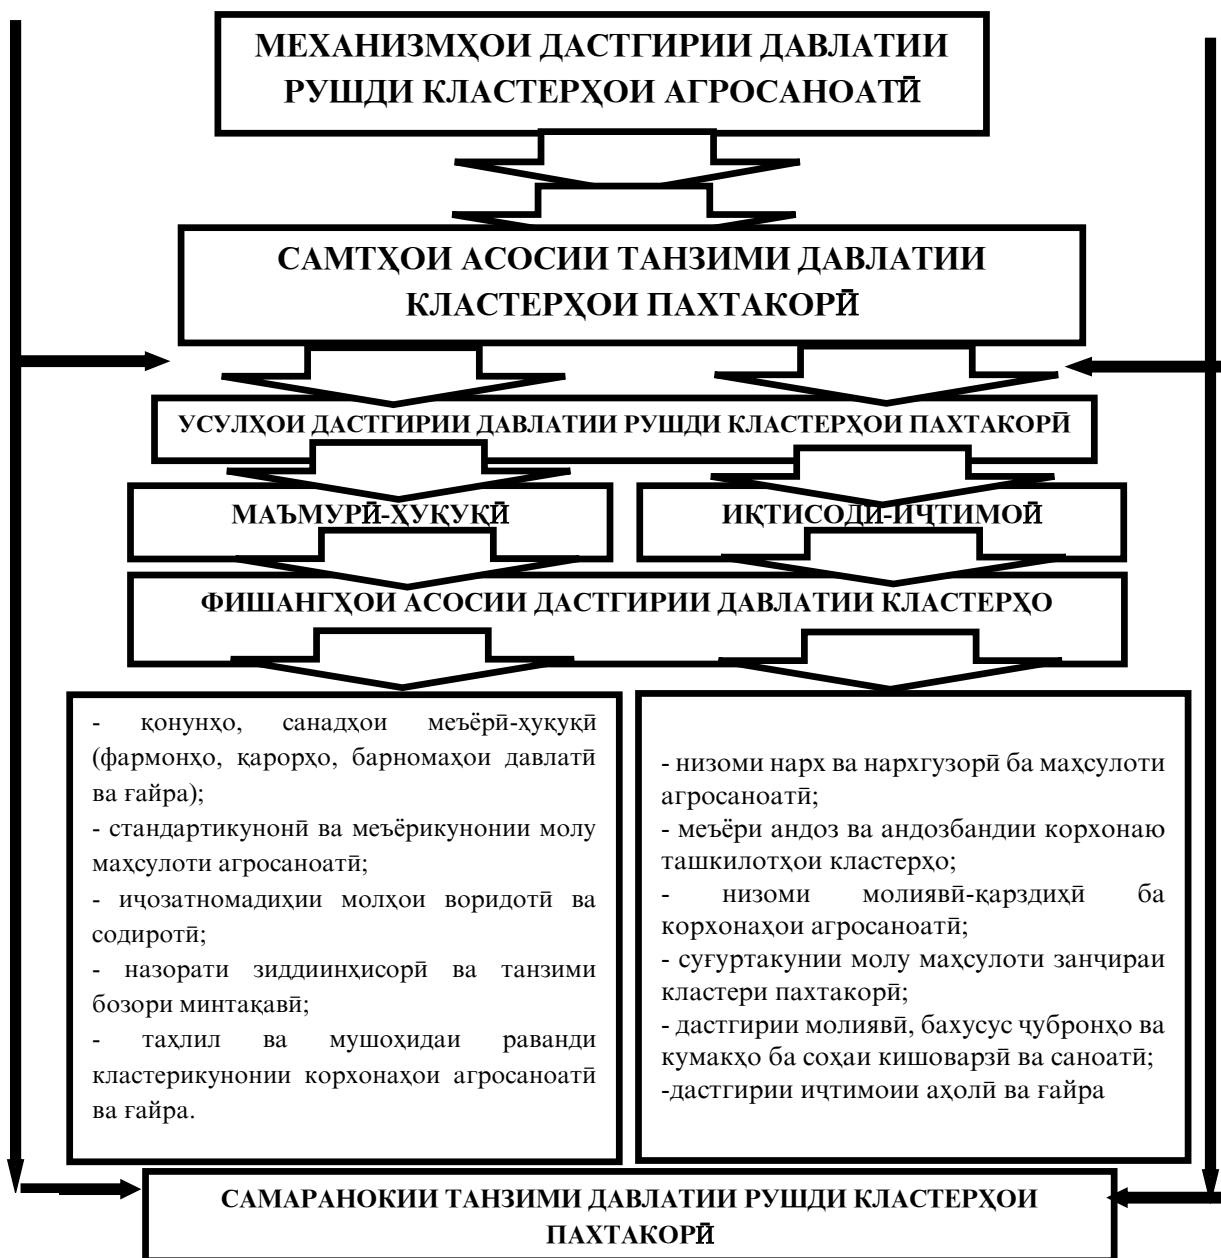 МЕХАНИЗМҲОИ ДАСТГИРИИ ДАВЛАТИИ
РУШДИ КЛАСТЕРҲОИ АГРОСАНОАТӢ
САМТҲОИ АСОСИИ ТАНЗИМИ ДАВЛАТИИ
КЛАСТЕРҲОИ ПАХТАКОРӢ
УСУЛҲОИ ДАСТГИРИИ ДАВЛАТИИ РУШДИ КЛАСТЕРҲОИ ПАХТАКОРӢ
МАЪМУРӢ-ҲУҚУҚӢ
ИҚТИСОДӢ-ИҶТИМОӢ
ФИШАНГҲОИ АСОСИИ ДАСТГИРИИ ДАВЛАТИИ КЛАСТЕРҲО
- қонунҳо, санадҳои меъёрӣ-ҳуқуқӣ
(фармонҳо, қарорҳо, барномаҳои давлатӣ
ва ғайра);
- стандартикунонӣ ва меъёрикунонии молу
маҳсулоти агросаноатӣ;
- иҷозатномадиҳии молҳои воридотӣ ва
содиротӣ;
- назорати зиддиинҳисорӣ ва танзими
бозори минтақавӣ;
- таҳлил ва мушоҳидаи раванди
кластерикунонии корхонаҳои агросаноатӣ
ва ғайра.
- низоми нарх ва нархгузорӣ ба маҳсулоти
агросаноатӣ;
- меъёри андоз ва андозбандии корхонаю
ташкилотҳои кластерҳо;
- низоми молиявӣ-қарздиҳӣ ба
корхонаҳои агросаноатӣ;
- суғуртакунии молу маҳсулоти занҷираи
кластери пахтакорӣ;
- дастгирии молиявӣ, бахусус ҷубронҳо ва
кумакҳо ба соҳаи кишоварзӣ ва саноатӣ;
-дастгирии иҷтимоии аҳолӣ ва ғайра
САМАРАНОКИИ ТАНЗИМИ ДАВЛАТИИ РУШДИ КЛАСТЕРҲОИ
ПАХТАКОРӢ